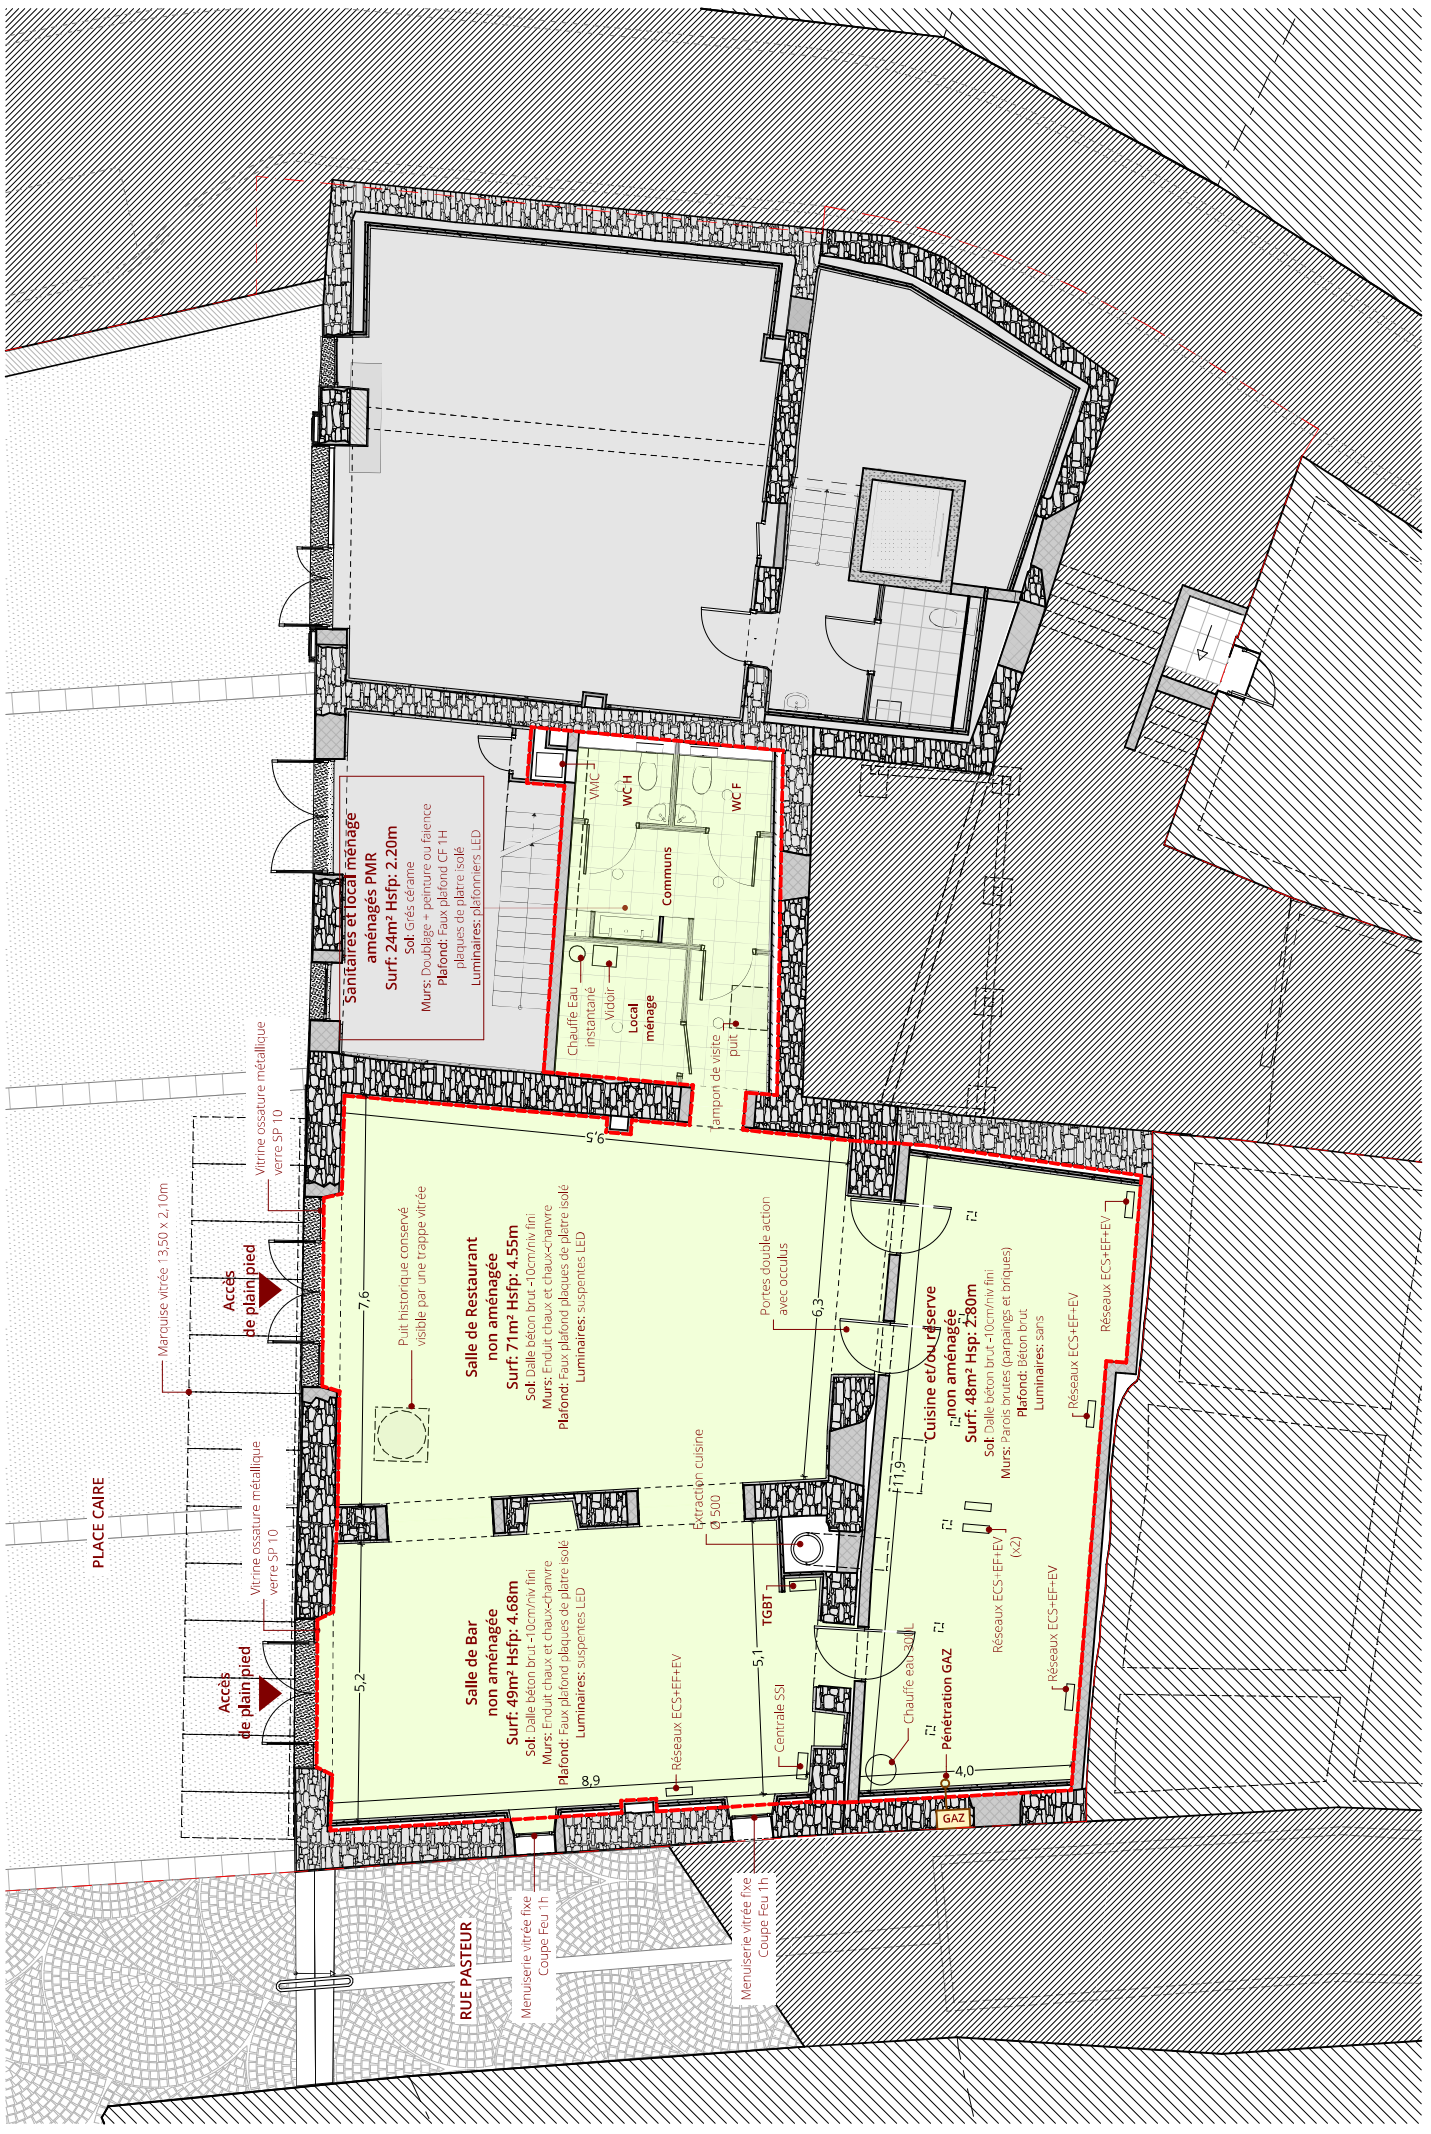 PLACE CAIRE
Marquise vitrée 13,50 x 2,10m
Vitrine ossature métallique
verre SP 10
Vitrine ossature métallique
verre SP 10
Accès
de plain pied
Accès
de plain pied
RUE PASTEUR
Menuiserie vitrée fixe
Coupe Feu 1h
Menuiserie vitrée fixe
Coupe Feu 1h
Salle de Bar
non aménagée
Surf: 49m² Hsfp: 4.68m
Sol: Dalle béton brut -10cm/niv fini
Murs: Enduit chaux et chaux-chanvre
Plafond: Faux plafond plaques de platre isolé
Luminaires: suspentes LED
5,2
8,9
5,1
Réseaux ECS+EF+EV
Centrale SSI
TGBT
Extraction cuisine
Ø 500
Puit historique conservé
visible par une trappe vitrée
Salle de Restaurant
non aménagée
Surf: 71m² Hsfp: 4.55m
Sol: Dalle béton brut -10cm/niv fini
Murs: Enduit chaux et chaux-chanvre
Plafond: Faux plafond plaques de platre isolé
Luminaires: suspentes LED
7,6
9,5
6,3
Portes double action
avec occulus
Cuisine et/ou réserve
non aménagée
Surf: 48m² Hsp: 2.80m
Sol: Dalle béton brut -10cm/niv fini
Murs: Parois brutes (parpaings et briques)
Plafond: Béton brut
Luminaires: sans
11,9
4,0
Chauffe eau 300L
Pénétration GAZ
GAZ
Réseaux ECS+EF+EV
(x2)
Réseaux ECS+EF+EV
Réseaux ECS+EF+EV
Réseaux ECS+EF+EV
Sanitaires et local ménage
aménagés PMR
Surf: 24m² Hsfp: 2.20m
Sol: Grés cérame
Murs: Doublage + peinture ou faïence
Plafond: Faux plafond CF 1H
plaques de platre isolé
Luminaires: plafonniers LED
VMC
WC H
WC F
Communs
Chauffe Eau
instantané
Vidoir
Local
ménage
Tampon de visite
puit